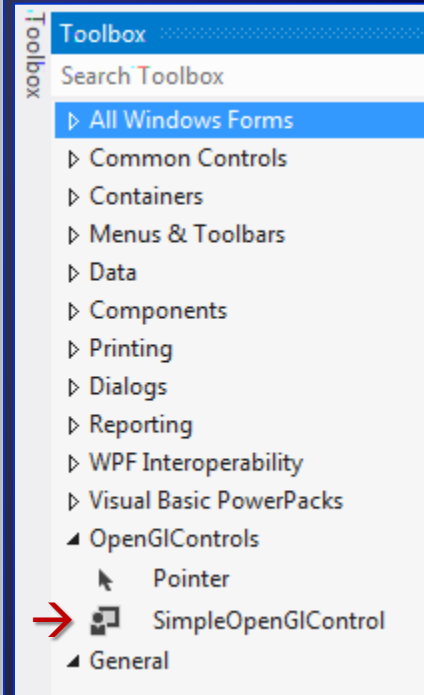 Toolbox
Toolbox
Search Toolbox
All Windows Forms
Common Controls
Containers
Menus & Toolbars
Data
Components
Printing
Dialogs
Reporting
WPF Interoperability
Visual Basic PowerPacks
OpenGlControls
Pointer
SimpleOpenGlControl
General